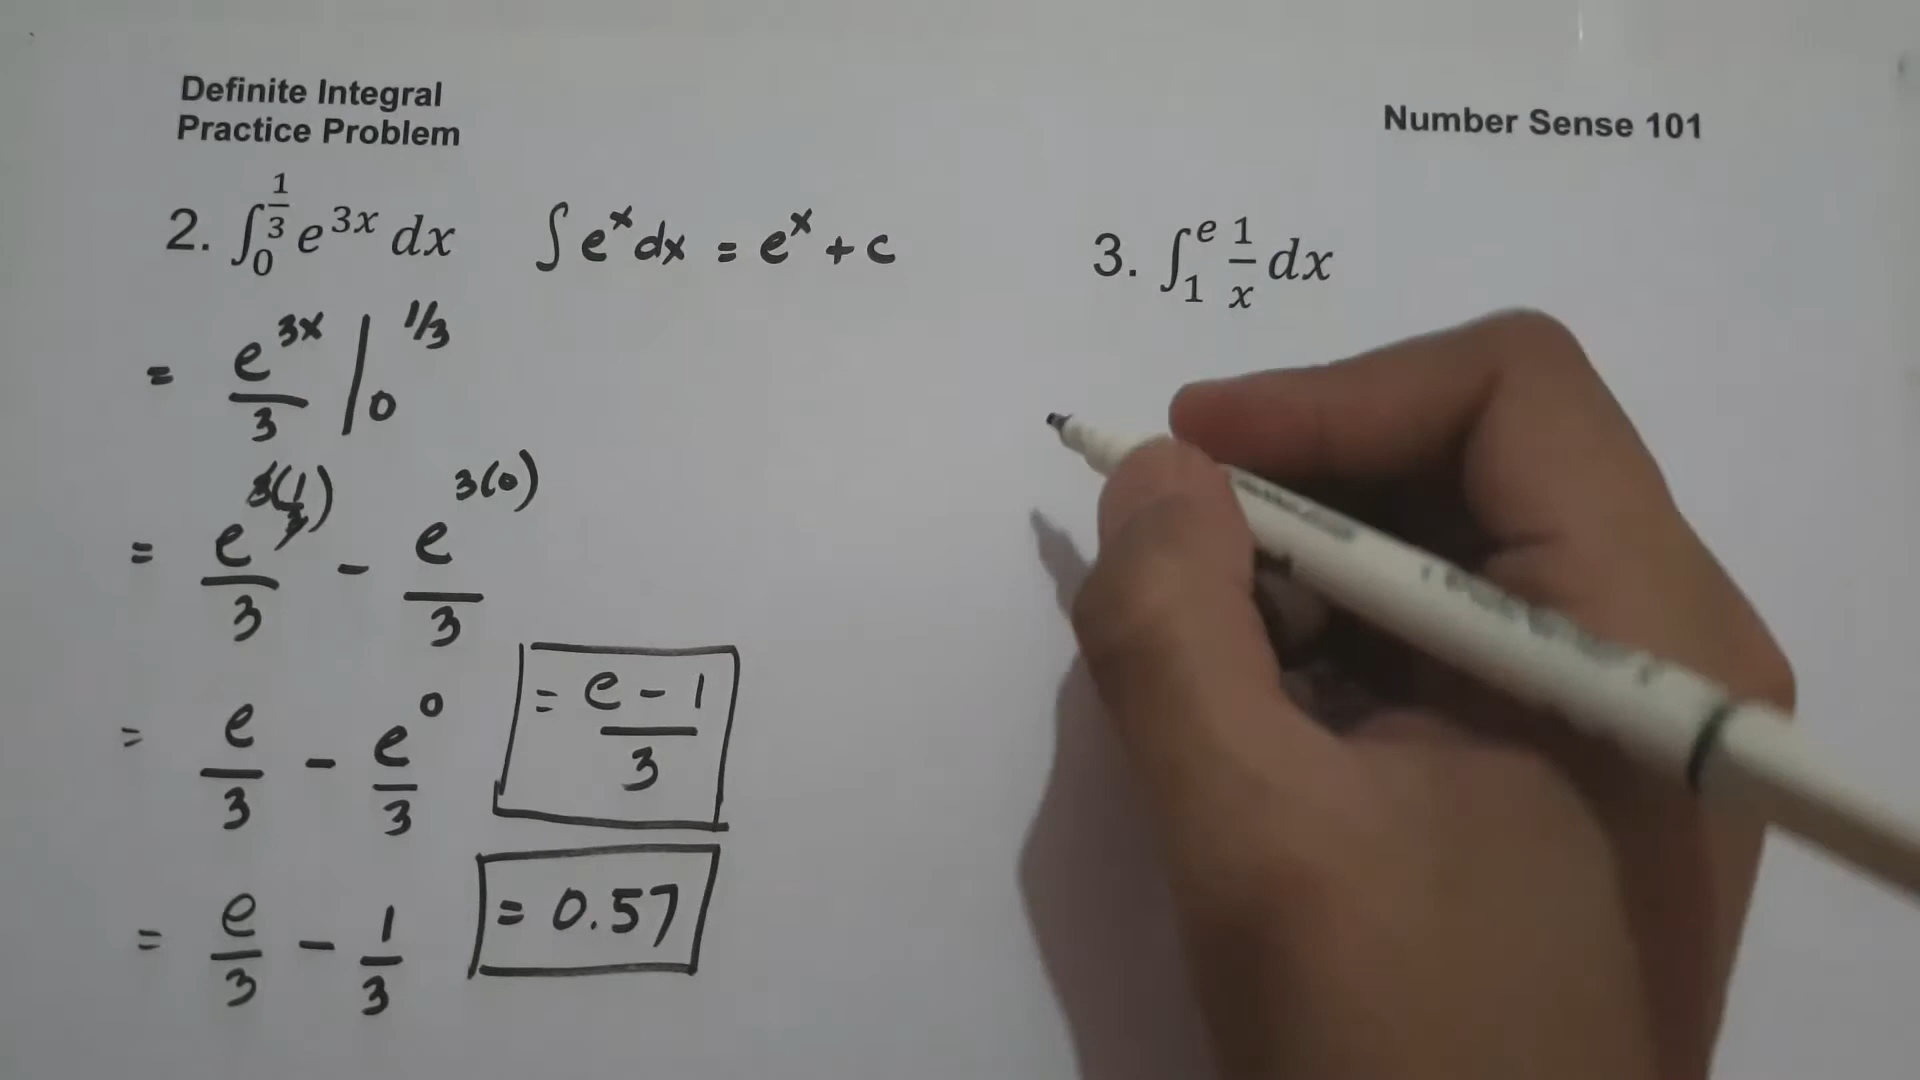 Definite Integral
Practice Problem
Number Sense 101
2. ∫₀^(1/3) e^(3x) dx
∫ e^x dx = e^x + c
= e^(3x)/3 |₀^(1/3)
= e^(3(1/3))/3 - e^(3(0))/3
= e/3 - e^0/3
= e/3 - 1/3
= (e - 1)/3
= 0.57
3. ∫₁^e 1/x dx